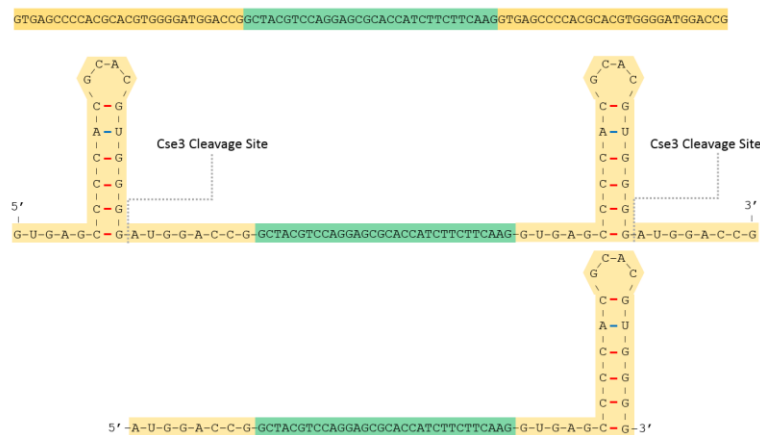 GTGAGCCCCACGCACGTGGGGATGGACCGGCTACGTCCAGGAGCGCACCATCTTCTTCAAGGTGAGCCCCACGCACGTGGGGATGGACCG
C-A C-A
G C G C
C-G C-G
A-U A-U
Cse3 Cleavage Site Cse3 Cleavage Site
C-G C-G
C-G C-G
5' C-G C-G 3'
G-U-G-A-G-C-G-A-U-G-G-A-C-C-G-GCTACGTCCAGGAGCGCACCATCTTCTTCAAG-G-U-G-A-G-C-G-A-U-G-G-A-C-C-G
C-A
G C
C-G
A-U
C-G
C-G
C-G
5'-A-U-G-G-A-C-C-G-GCTACGTCCAGGAGCGCACCATCTTCTTCAAG-G-U-G-A-G-C-G-3'